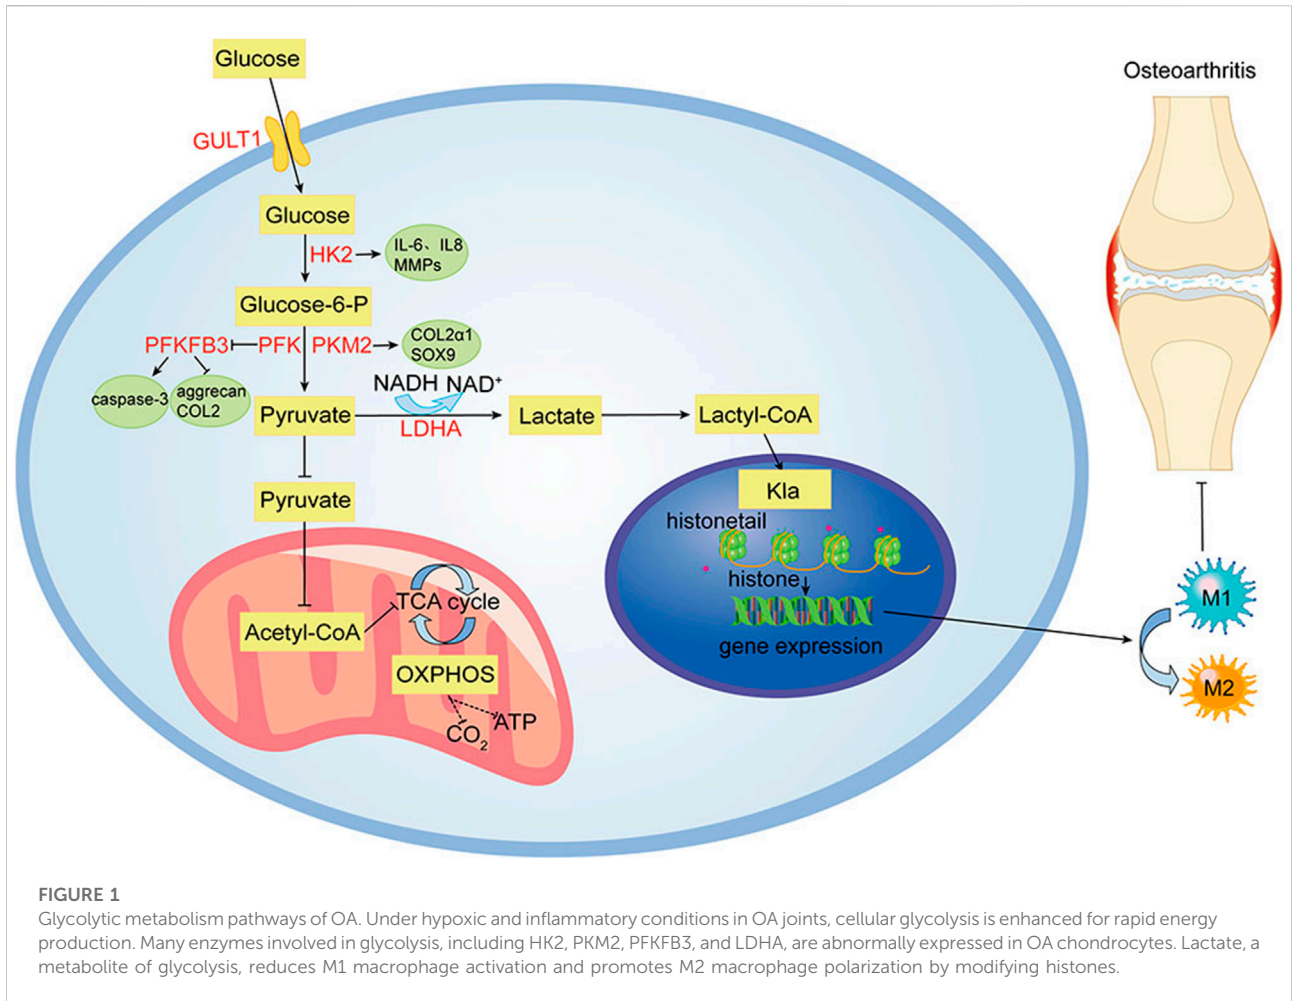 Glucose
Osteoarthritis
GULT1
Glucose
HK2
IL-6、IL8
MMPs
Glucose-6-P
PFKFB3
PFK
PKM2
COL2α1
SOX9
caspase-3
aggrecan
COL2
NADH NAD⁺
Pyruvate
LDHA
Lactate
Lactyl-CoA
Pyruvate
Kla
histonetail
histone
gene expression
Acetyl-CoA
TCA cycle
OXPHOS
CO₂
ATP
M1
M2
FIGURE 1
Glycolytic metabolism pathways of OA. Under hypoxic and inflammatory conditions in OA joints, cellular glycolysis is enhanced for rapid energy
production. Many enzymes involved in glycolysis, including HK2, PKM2, PFKFB3, and LDHA, are abnormally expressed in OA chondrocytes. Lactate, a
metabolite of glycolysis, reduces M1 macrophage activation and promotes M2 macrophage polarization by modifying histones.